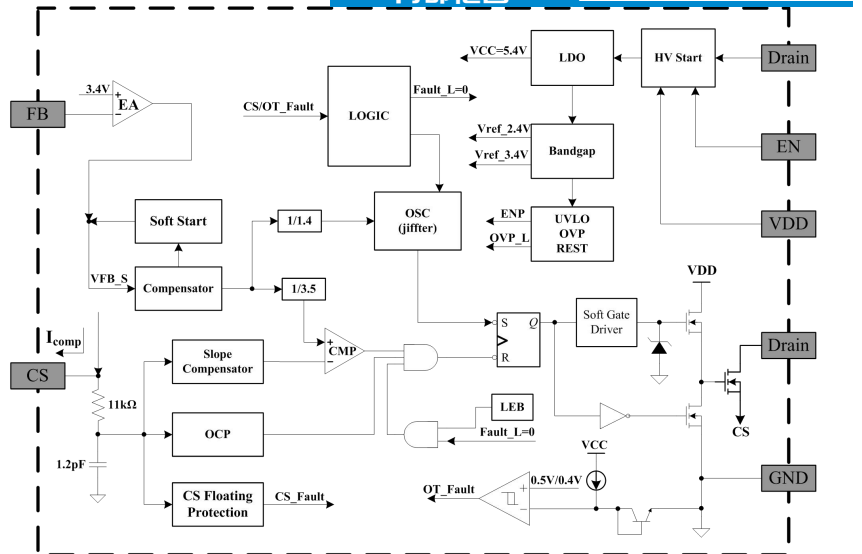 VCC=5.4V
LDO
HV Start
Drain
3.4V
+
EA
−
FB
CS/OT_Fault
LOGIC
Fault_L=0
Vref_2.4V
Vref_3.4V
Bandgap
EN
Soft Start
1/1.4
OSC
(jiffter)
ENP
OVP_L
UVLO
OVP
REST
VDD
VFB_S
Compensator
1/3.5
VDD
S
Q
R
Soft Gate
Driver
Icomp
+
CMP
−
Drain
CS
Slope
Compensator
11kΩ
LEB
CS
OCP
Fault_L=0
VCC
1.2pF
0.5V/0.4V
GND
CS Floating
Protection
CS_Fault
OT_Fault
+
−